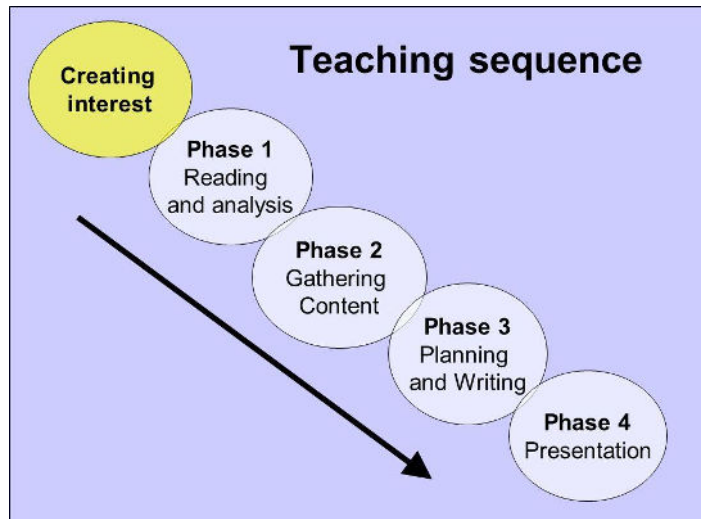 Teaching sequence
Creating
interest
Phase 1
Reading
and analysis
Phase 2
Gathering
Content
Phase 3
Planning
and Writing
Phase 4
Presentation